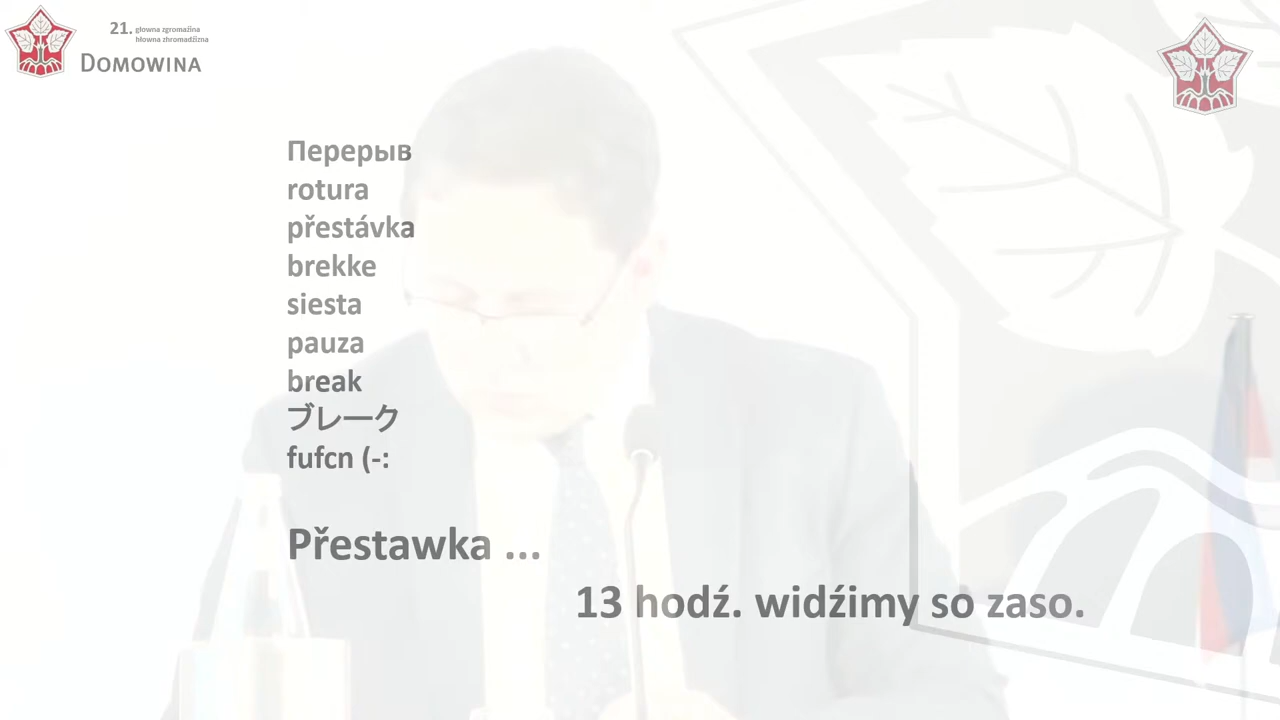 21. głowna zgromaźina
hłowna zhromadźizna
DOMOWINA
Перерыв
rotura
přestávka
brekke
siesta
pauza
break
ブレーク
fufcn (-:
Přestawka ...
13 hodź. widźimy so zaso.